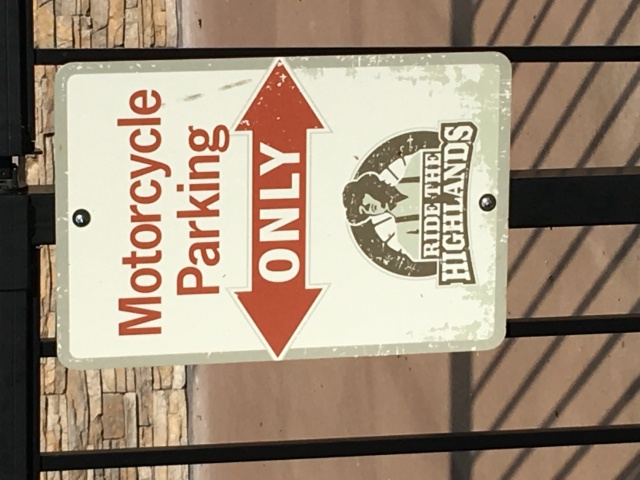 Motorcycle
Parking
ONLY
RIDE THE
HIGHLANDS